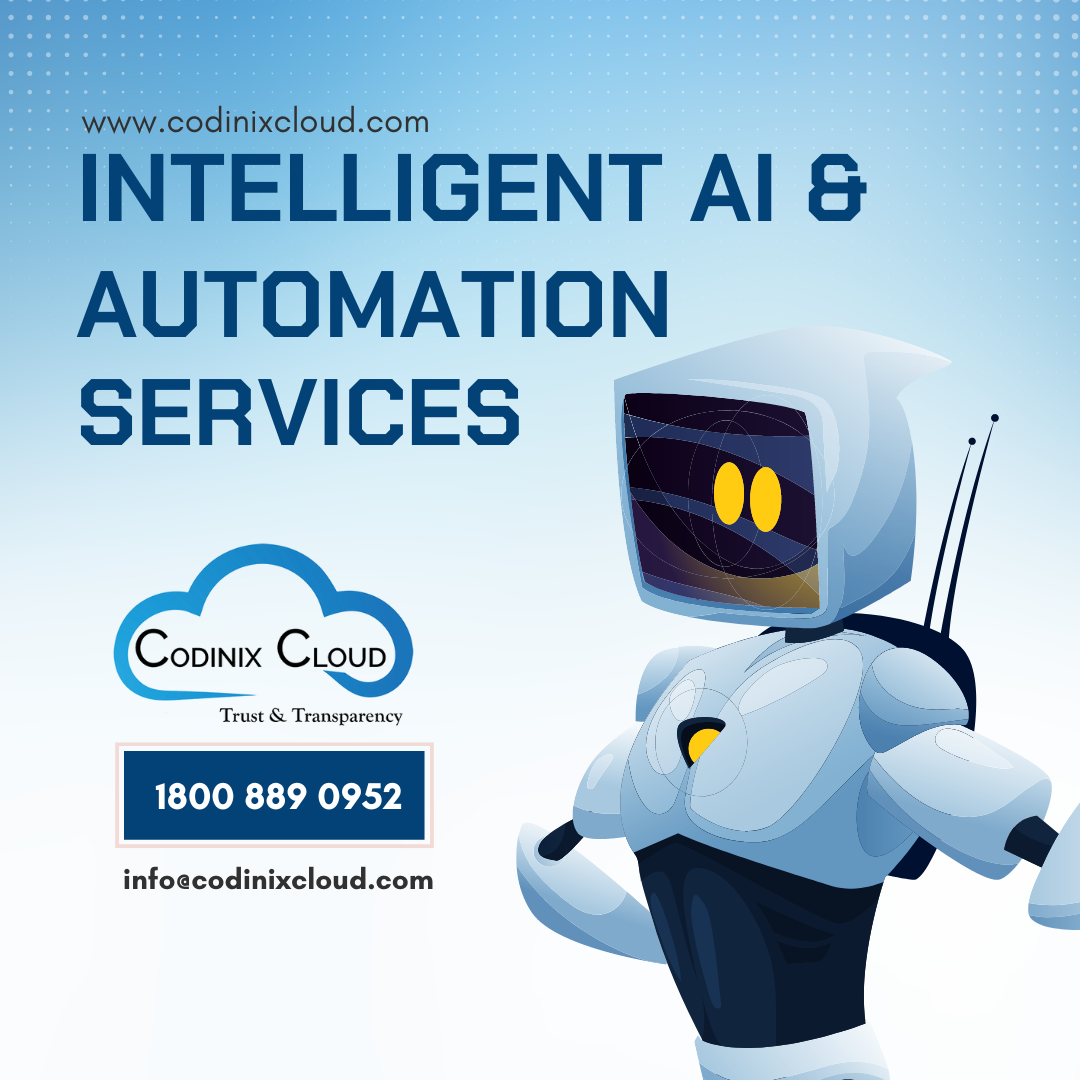 www.codinixcloud.com
INTELLIGENT AI &
AUTOMATION
SERVICES
CODINIX CLOUD
Trust & Transparency
1800 889 0952
info@codinixcloud.com